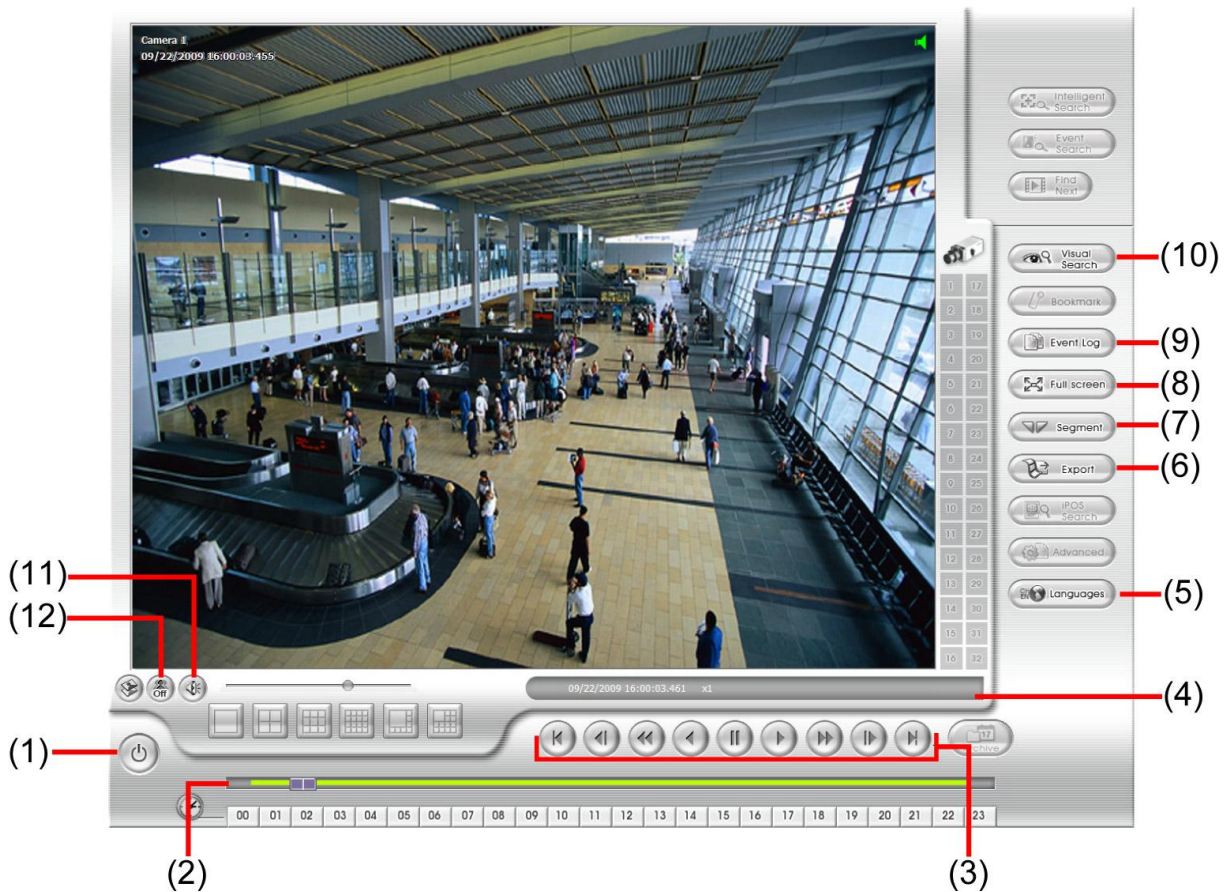 Camera 1
09/22/2009 16:00:03.455
Intelligent
Search
Event
Search
Find
Next
Visual
Search
(10)
Bookmark
Event Log
(9)
Full screen
(8)
Segment
(7)
Export
(6)
iPOS
Search
Advanced
Languages
(5)
1 17
2 18
3 19
4 20
5 21
6 22
7 23
8 24
9 25
10 26
11 27
12 28
13 29
14 30
15 31
16 32
(11)
(12)
Off
09/22/2009 16:00:03.461 x1
(4)
(1)
17
Archive
00 01 02 03 04 05 06 07 08 09 10 11 12 13 14 15 16 17 18 19 20 21 22 23
(2)
(3)